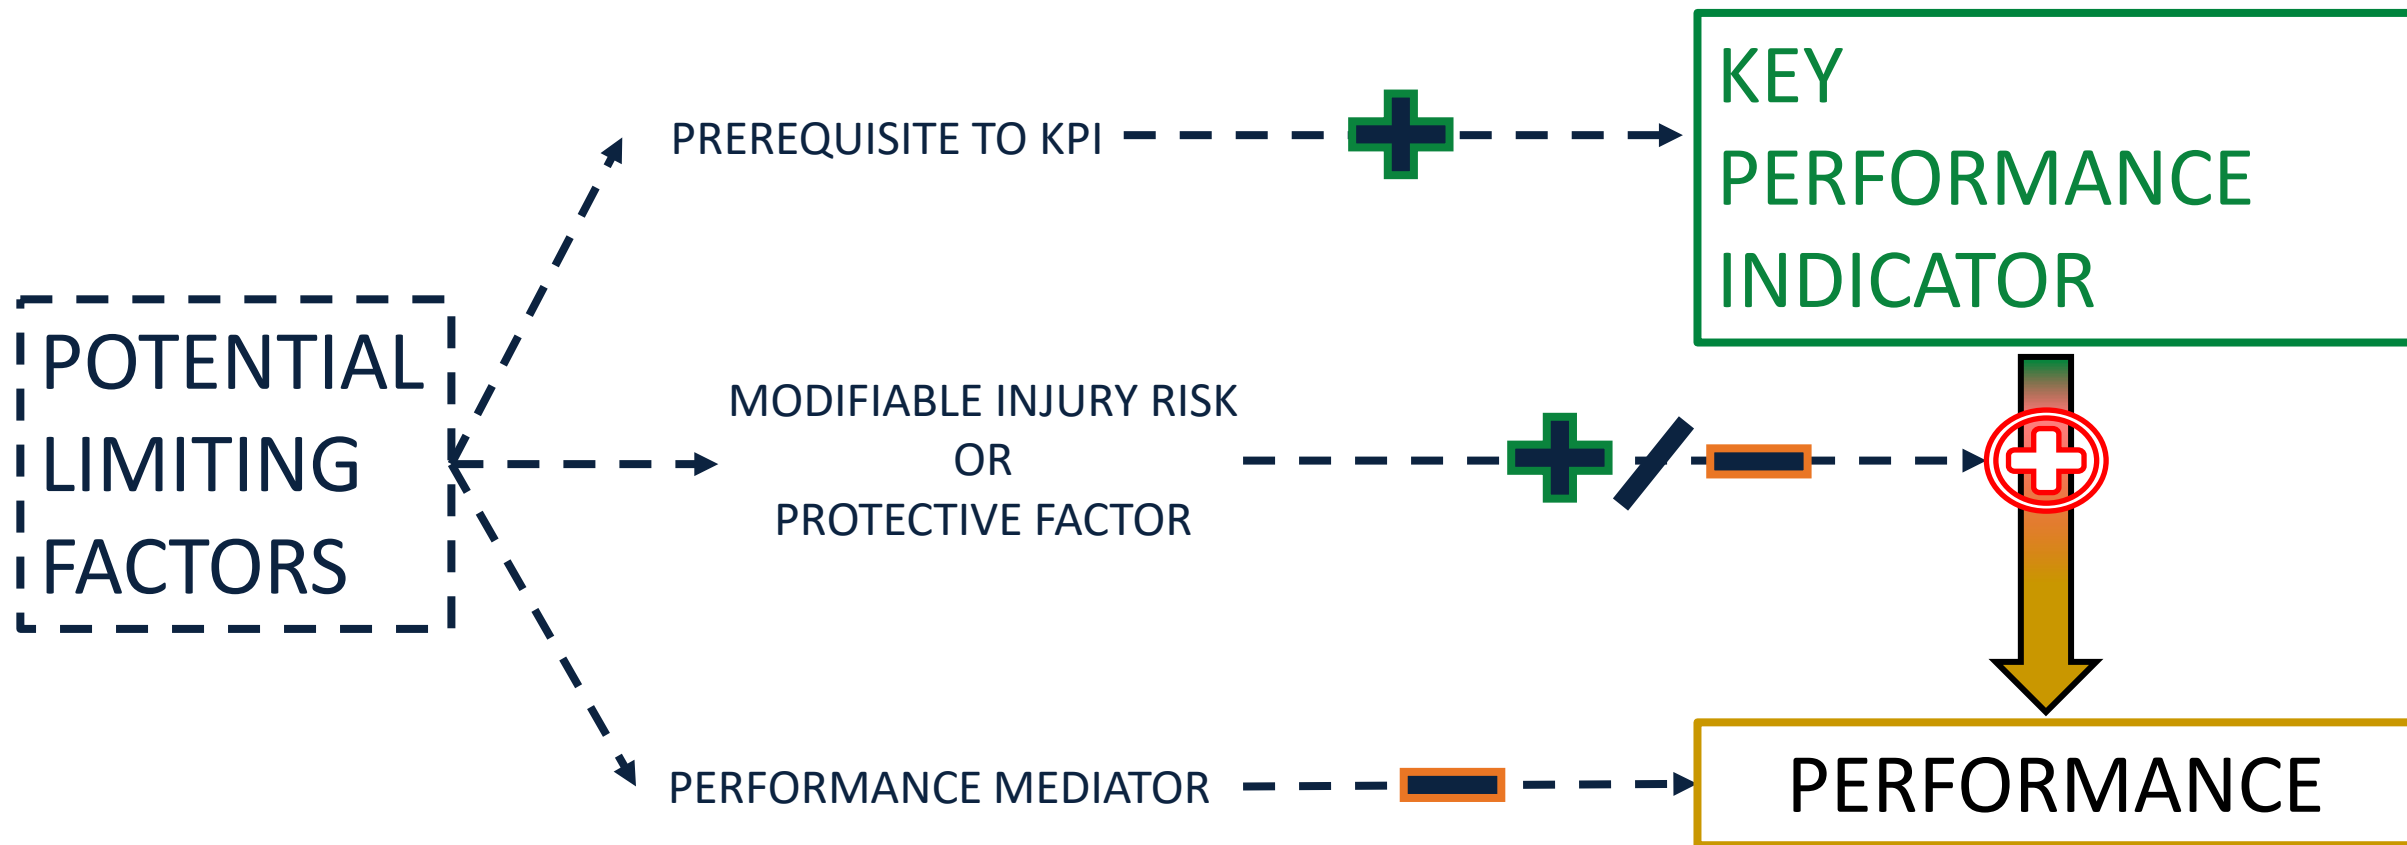 KEY
PERFORMANCE
INDICATOR
PREREQUISITE TO KPI
POTENTIAL
LIMITING
FACTORS
MODIFIABLE INJURY RISK
OR
PROTECTIVE FACTOR
PERFORMANCE MEDIATOR
PERFORMANCE